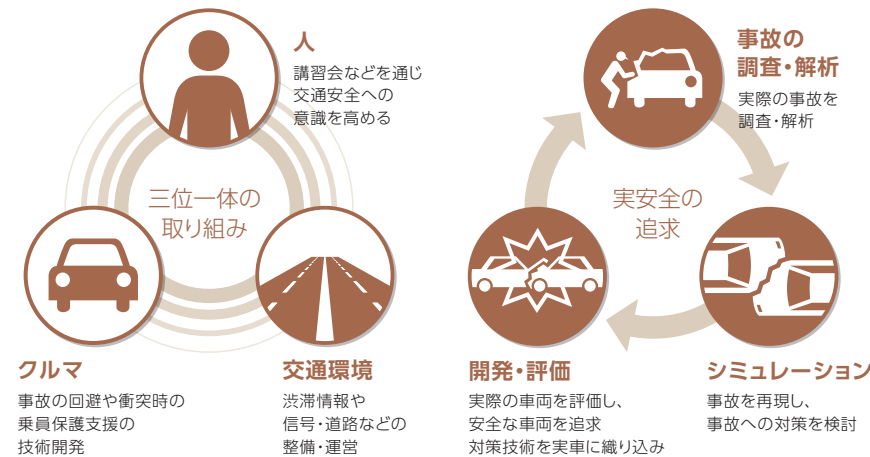 人
講習会などを通じ
交通安全への
意識を高める
三位一体の
取り組み
クルマ
事故の回避や衝突時の
乗員保護支援の
技術開発
交通環境
渋滞情報や
信号・道路などの
整備・運営
事故の
調査・解析
実際の事故を
調査・解析
実安全の
追求
開発・評価
実際の車両を評価し、
安全な車両を追求
対策技術を実車に織り込み
シミュレーション
事故を再現し、
事故への対策を検討